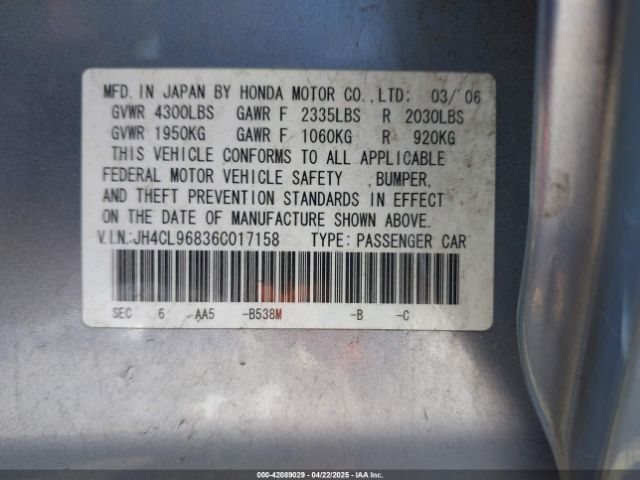 MFD. IN JAPAN BY HONDA MOTOR CO.,LTD: 03/'06
GVWR 4300LBS GAWR F 2335LBS R 2030LBS
GVWR 1950KG GAWR F 1060KG R 920KG
THIS VEHICLE CONFORMS TO ALL APPLICABLE
FEDERAL MOTOR VEHICLE SAFETY ,BUMPER,
AND THEFT PREVENTION STANDARDS IN EFFECT
ON THE DATE OF MANUFACTURE SHOWN ABOVE.
V.I.N.:JH4CL96836C017158 TYPE: PASSENGER CAR
SEC 6 -AA5 -B538M -B -C
000-42089029 - 04/22/2025 - IAA Inc.